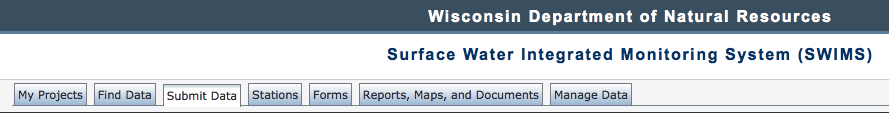 Wisconsin Department of Natural Resources
Surface Water Integrated Monitoring System (SWIMS)
My Projects Find Data Submit Data Stations Forms Reports, Maps, and Documents Manage Data